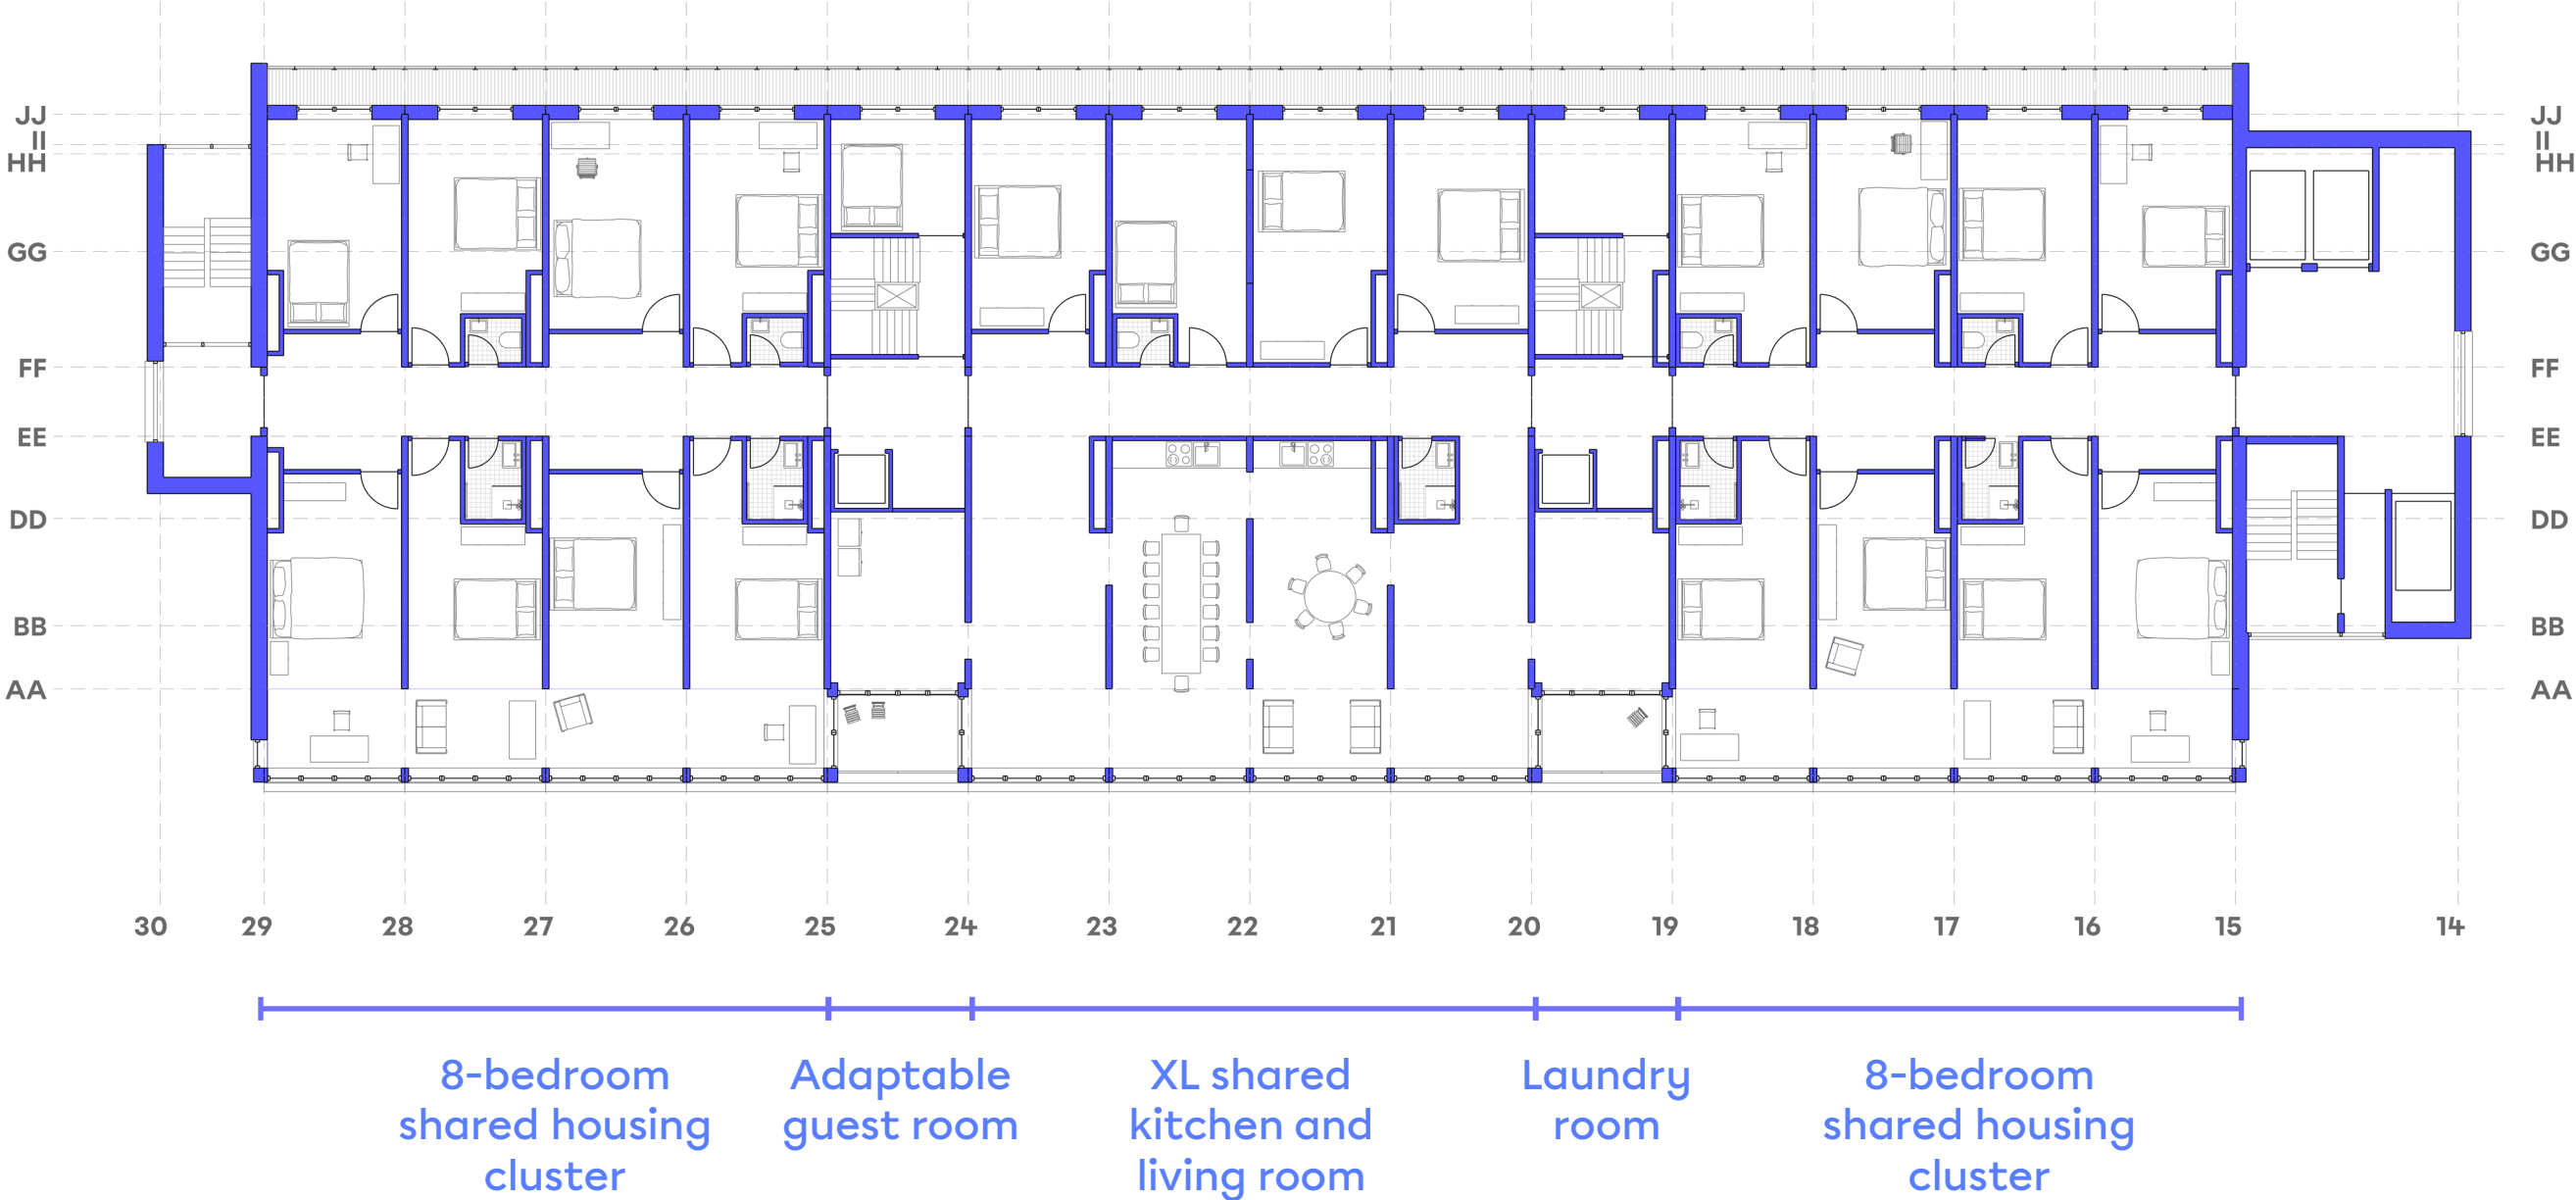 JJ JJ
II II
HH HH
GG GG
FF FF
EE EE
DD DD
BB BB
AA AA
30 29 28 27 26 25 24 23 22 21 20 19 18 17 16 15 14
8-bedroom
shared housing
cluster
Adaptable
guest room
XL shared
kitchen and
living room
Laundry
room
8-bedroom
shared housing
cluster